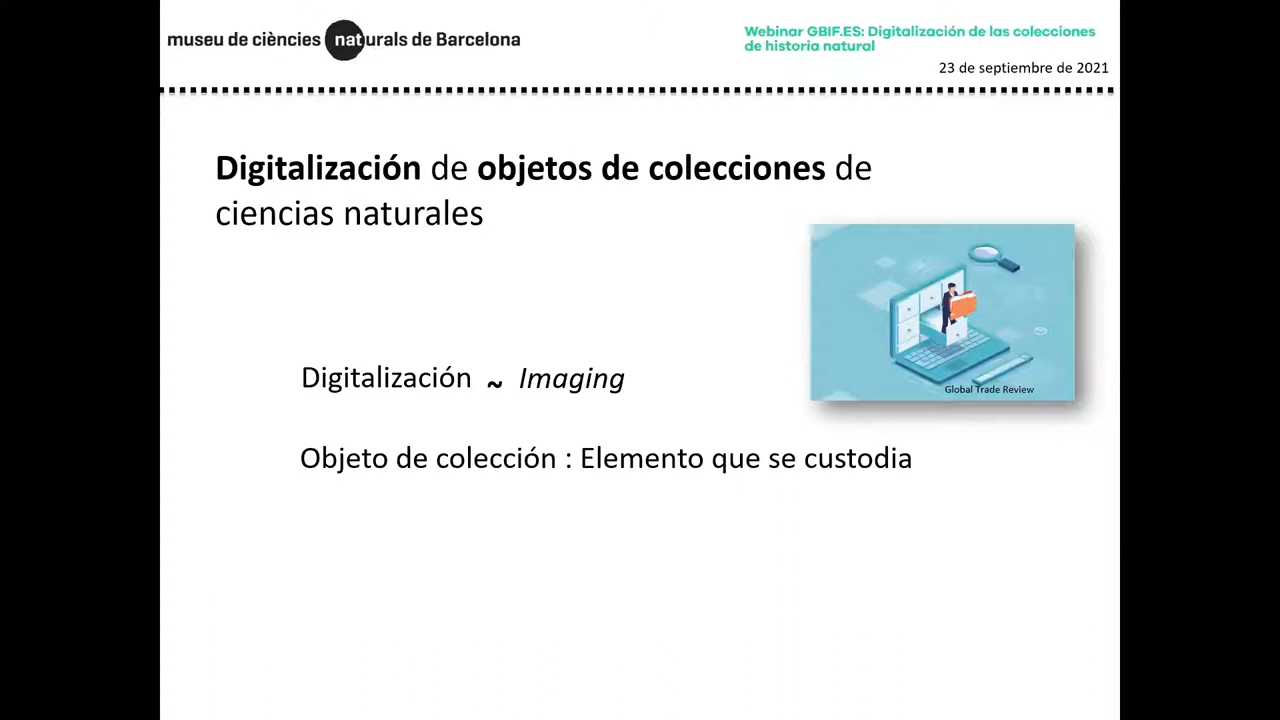 museu de ciències naturals de Barcelona
Webinar GBIF.ES: Digitalización de las colecciones
de historia natural
23 de septiembre de 2021
Digitalización de objetos de colecciones de
ciencias naturales
Global Trade Review
Digitalización ~ Imaging
Objeto de colección : Elemento que se custodia